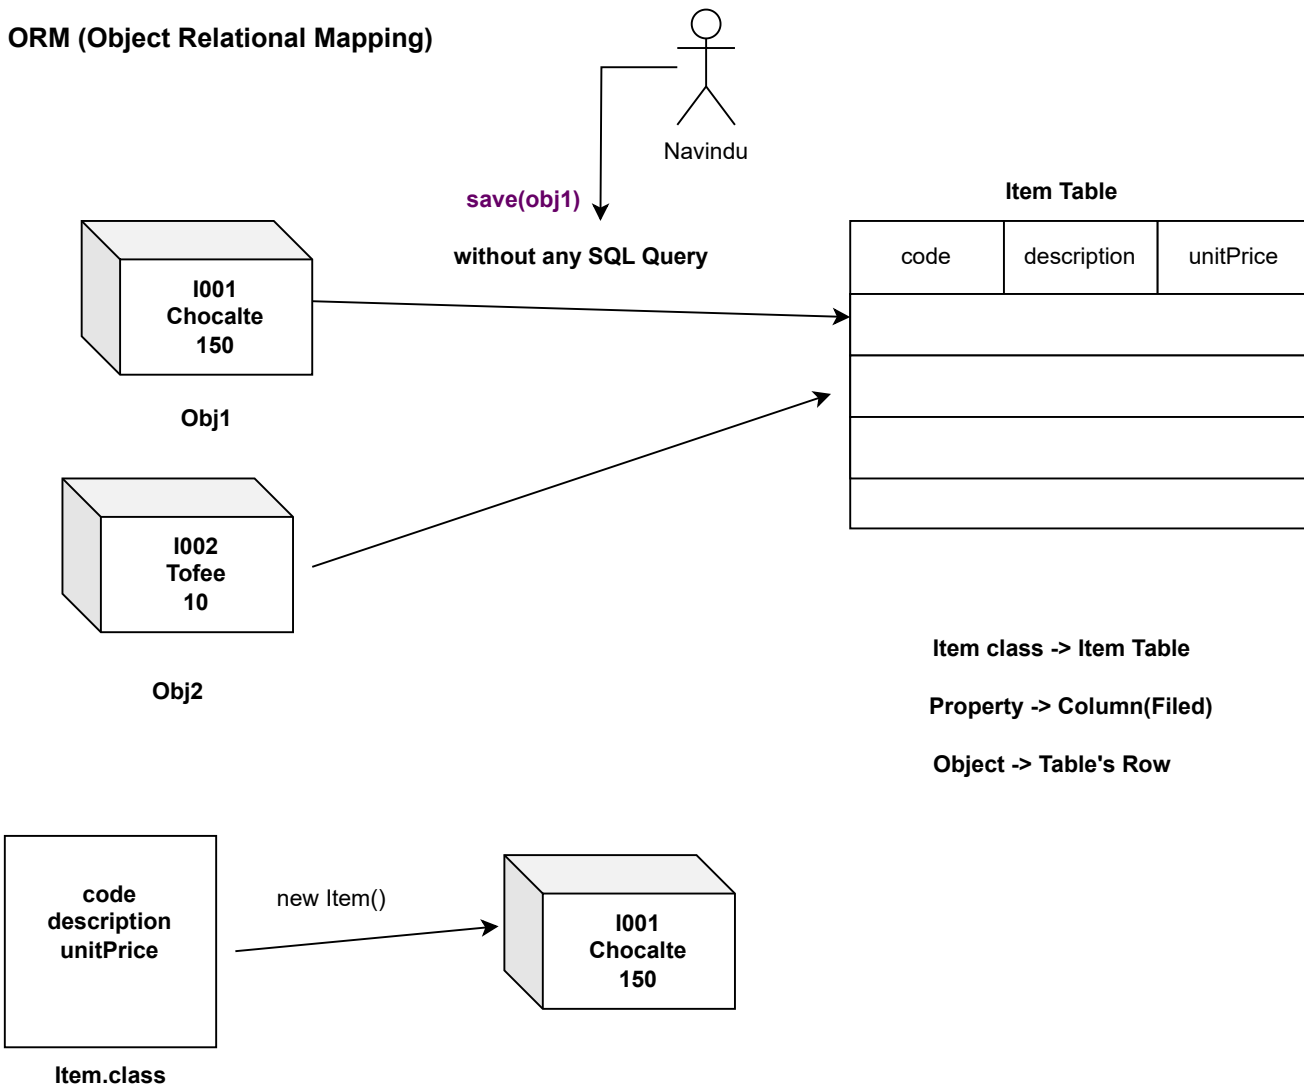 ORM (Object Relational Mapping)
Navindu
save(obj1)
without any SQL Query
Item Table
code
description
unitPrice
I001
Chocalte
150
Obj1
I002
Tofee
10
Obj2
Item class -> Item Table
Property -> Column(Filed)
Object -> Table's Row
code
description
unitPrice
Item.class
new Item()
I001
Chocalte
150